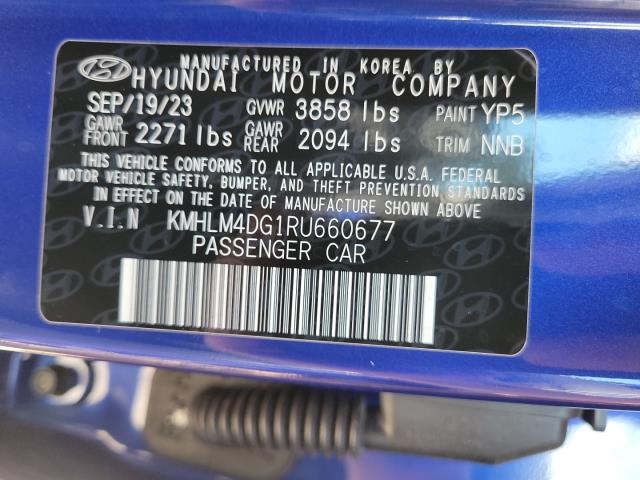 MANUFACTURED IN KOREA BY
HYUNDAI MOTOR COMPANY
SEP/19/23 GVWR 3858 lbs PAINT YP5
GAWR FRONT 2271 lbs GAWR REAR 2094 lbs TRIM NNB
THIS VEHICLE CONFORMS TO ALL APPLICABLE U.S.A. FEDERAL
MOTOR VEHICLE SAFETY, BUMPER, AND THEFT PREVENTION STANDARDS
IN EFFECT ON THE DATE OF MANUFACTURE SHOWN ABOVE.
V.I.N KMHLM4DG1RU660677
PASSENGER CAR